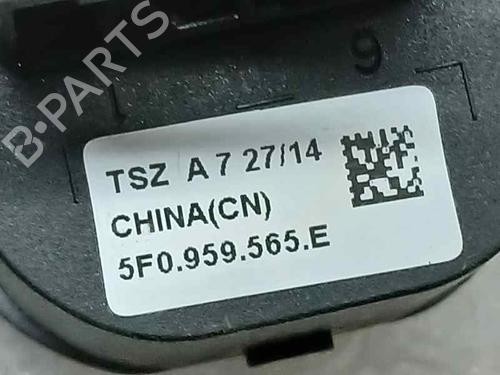 B-PARTS
9
TSZ A 7 27/14
CHINA(CN)
5F0.959.565.E